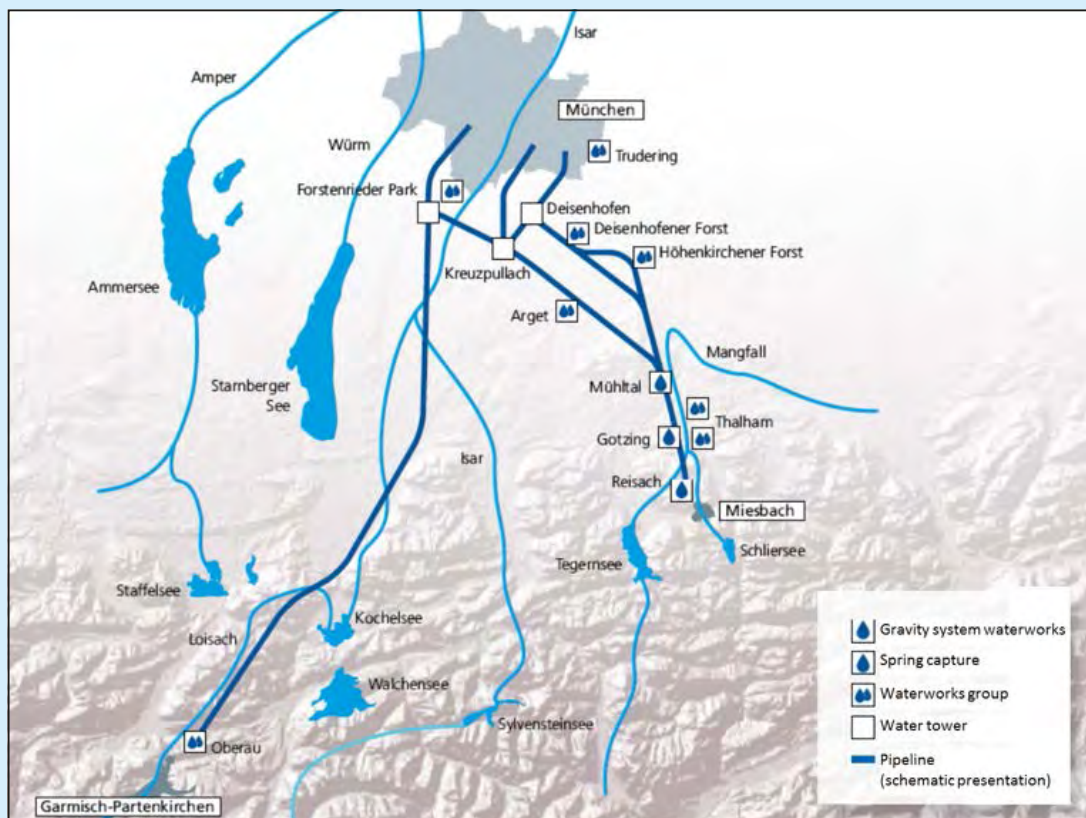 Isar
Amper
München
Würm
Trudering
Forstenrieder Park
Deisenhofen
Deisenhofener Forst
Höhenkirchener Forst
Kreuzpullach
Ammersee
Arget
Mangfall
Starnberger
See
Mühltal
Thalham
Gotzing
Isar
Reisach
Miesbach
Schliersee
Tegernsee
Staffelsee
Kochelsee
Loisach
Walchensee
Sylvensteinsee
Oberau
Garmisch-Partenkirchen
Gravity system waterworks
Spring capture
Waterworks group
Water tower
Pipeline
(schematic presentation)